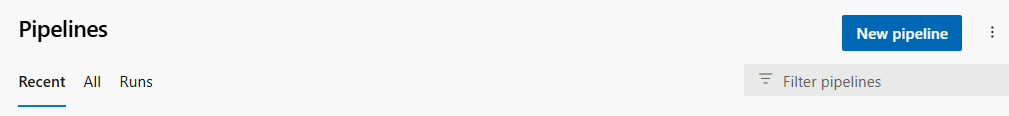 Pipelines
New pipeline
Recent All Runs
Filter pipelines